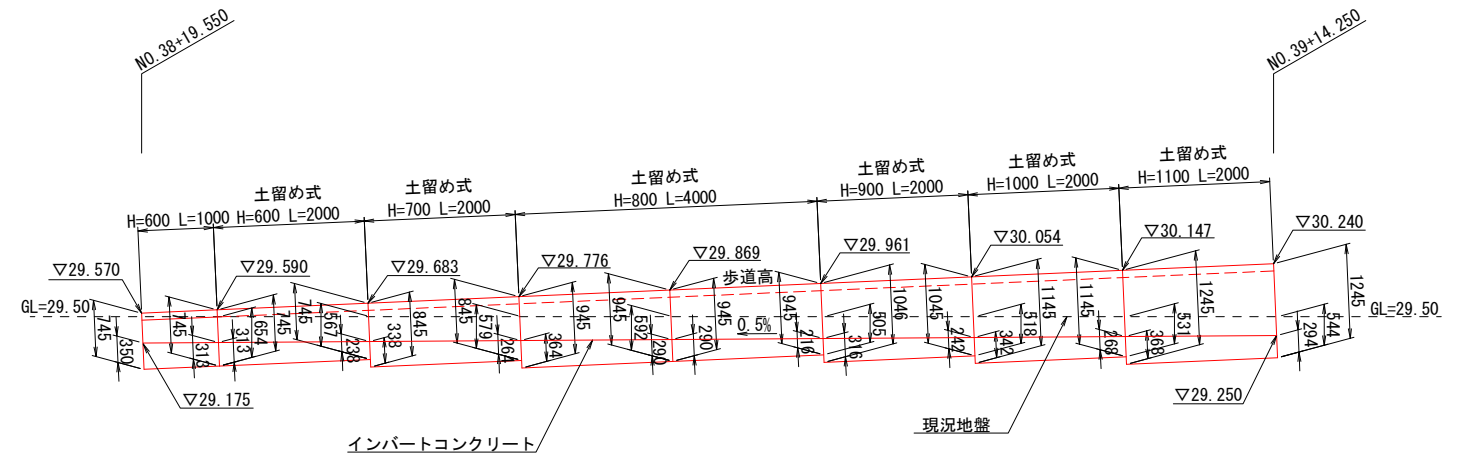 NO.38+19.550
NO.39+14.250
土留め式
H=600 L=1000
H=600 L=2000
土留め式
H=700 L=2000
土留め式
H=800 L=4000
土留め式
H=900 L=2000
土留め式
H=1000 L=2000
土留め式
H=1100 L=2000
▽29.570
▽29.590
▽29.683
▽29.776
▽29.869
▽29.961
▽30.054
▽30.147
▽30.240
歩道高
GL=29.50
GL=29.50
0.5%
745
350
745
313
313
664
745
745
567
238
338
845
845
579
264
364
945
945
592
290
290
945
945
216
316
505
1046
1045
242
342
518
1145
1145
268
368
531
1245
294
544
1245
▽29.175
▽29.250
インバートコンクリート
現況地盤